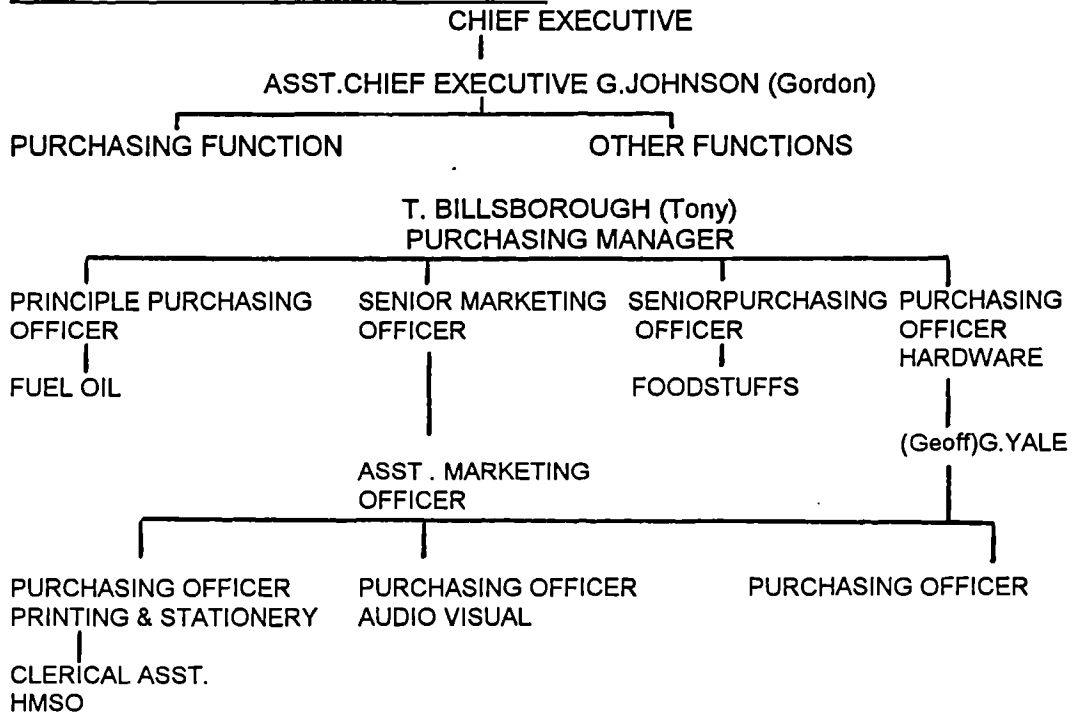 CHIEF EXECUTIVE
ASST.CHIEF EXECUTIVE G.JOHNSON (Gordon)
PURCHASING FUNCTION OTHER FUNCTIONS
T. BILLSBOROUGH (Tony)
PURCHASING MANAGER
PRINCIPLE PURCHASING
OFFICER
FUEL OIL
SENIOR MARKETING
OFFICER
SENIORPURCHASING
OFFICER
FOODSTUFFS
PURCHASING
OFFICER
HARDWARE
(Geoff)G.YALE
ASST . MARKETING
OFFICER
PURCHASING OFFICER
PRINTING & STATIONERY
CLERICAL ASST.
HMSO
PURCHASING OFFICER
AUDIO VISUAL
PURCHASING OFFICER